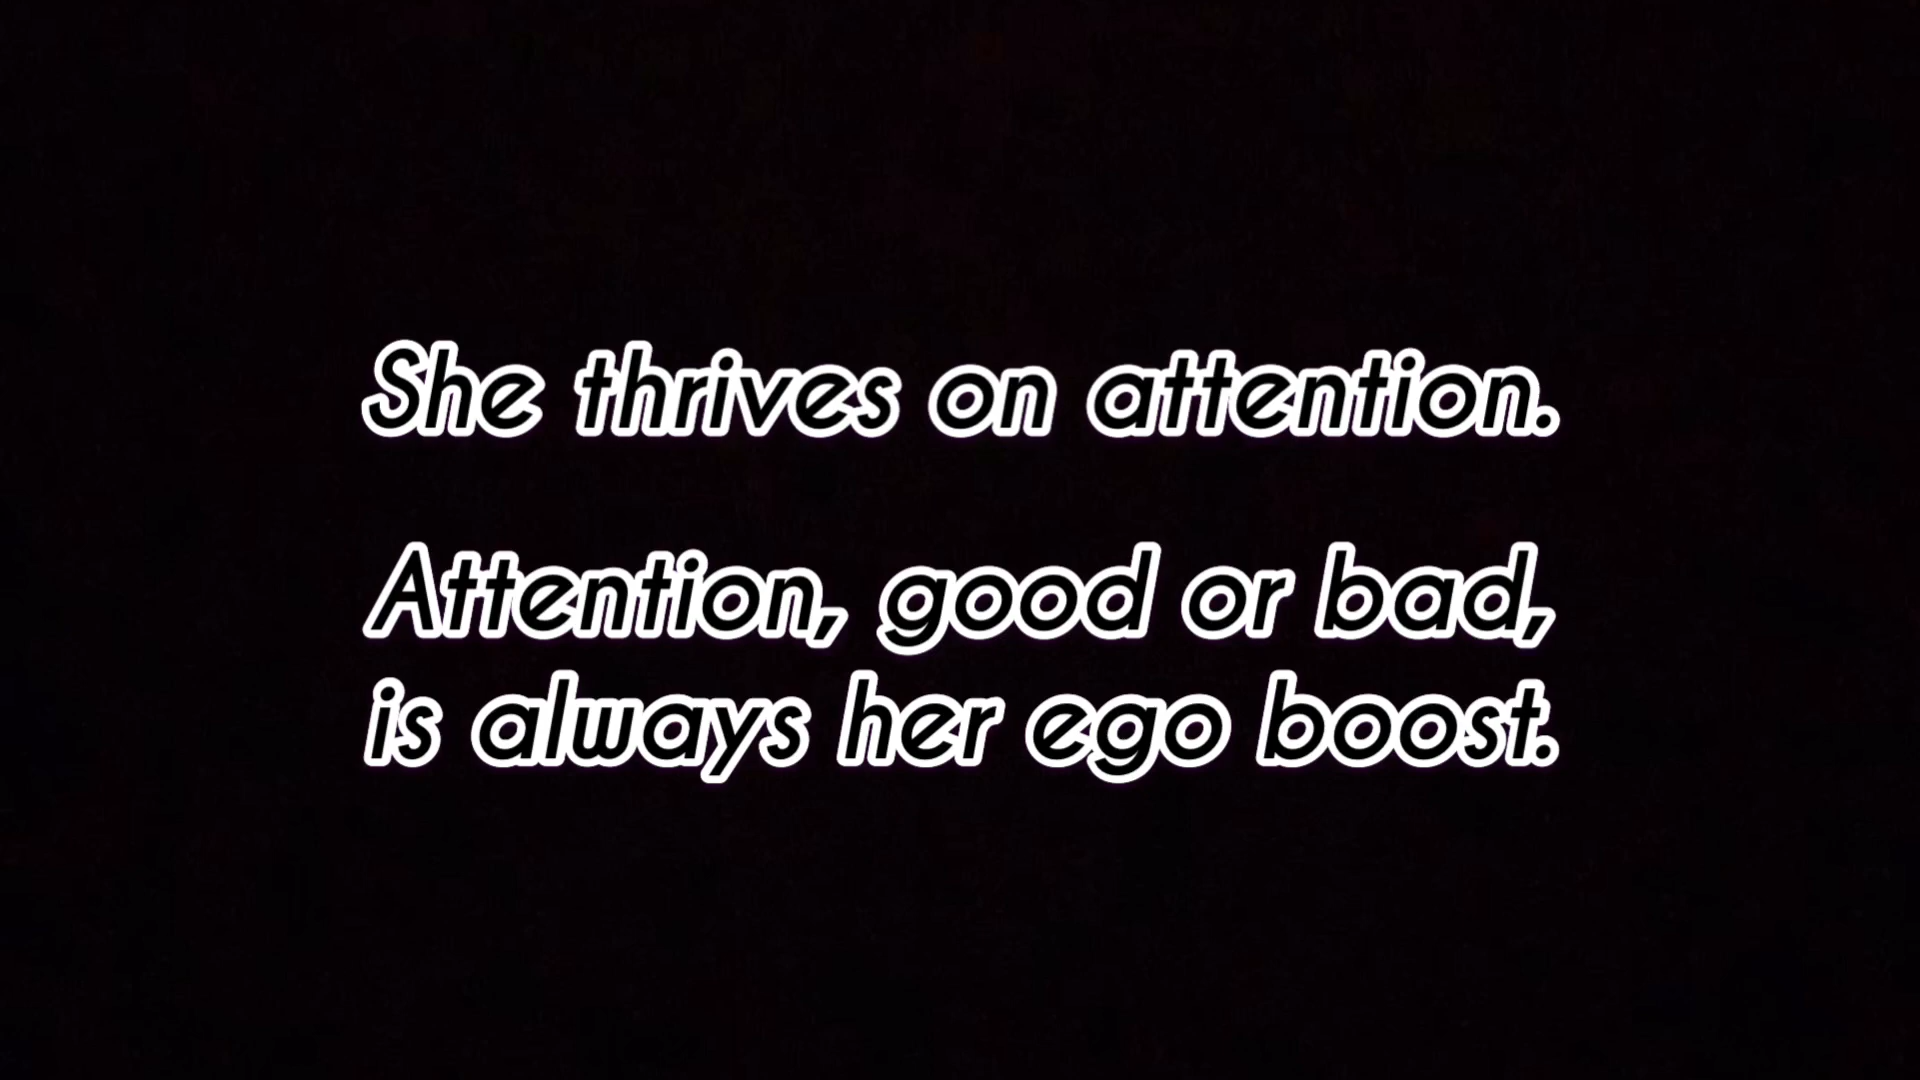 She thrives on attention.
Attention, good or bad,
is always her ego boost.